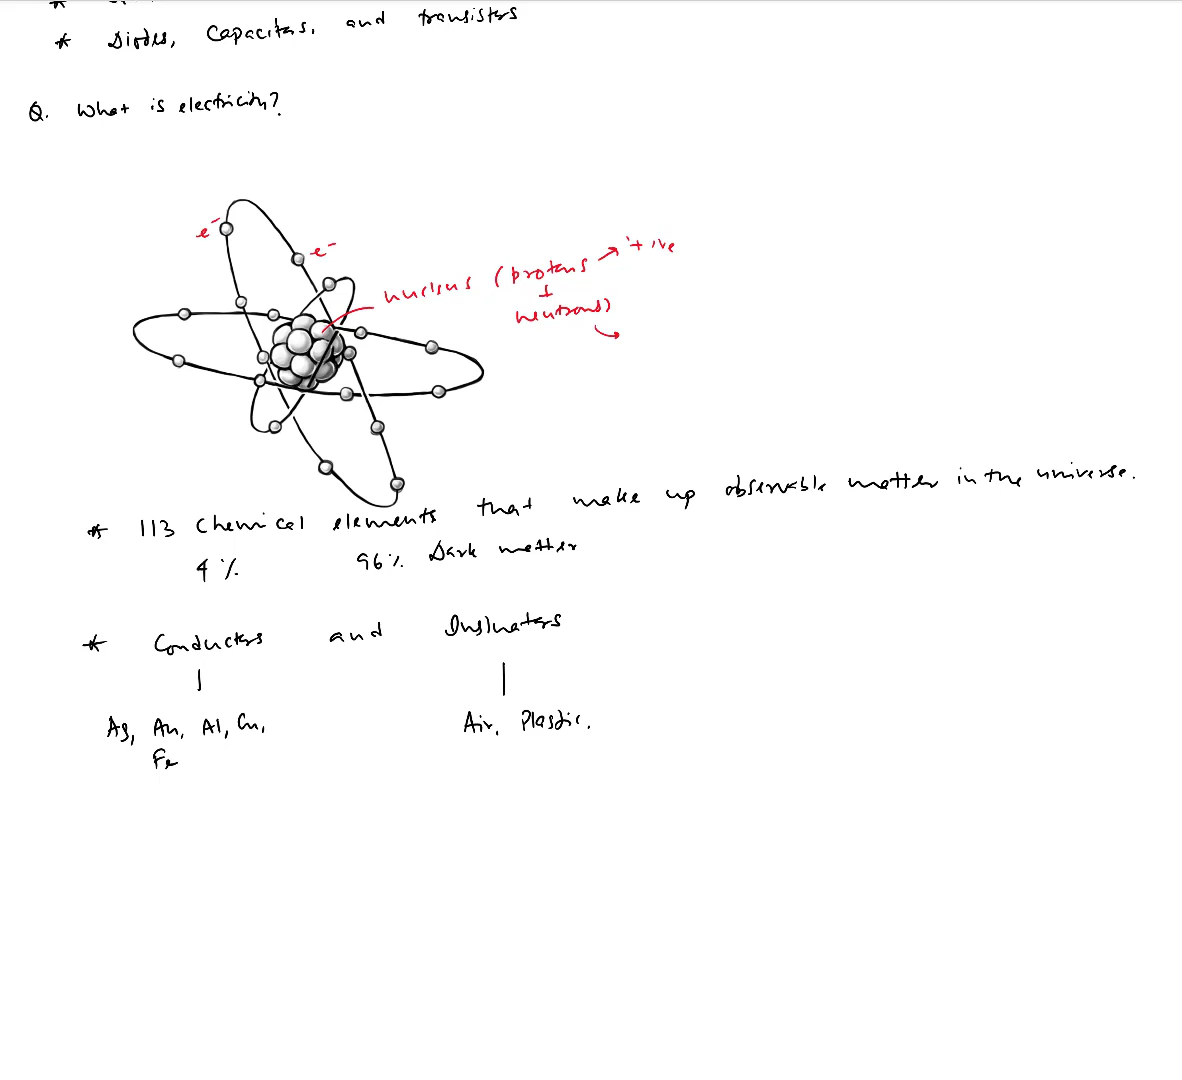 * Diodes, Capacitors, and transistors
Q. What is electricity?
e⁻
e⁻
nucleus (protons → +ive
+
neutrons)
* 113 Chemical elements that make up observable matter in the universe.
4 % 96 % Dark matter
* Conductors and Insluators
Ag, Au, Al, Cu, Air, Plastic.
Fe